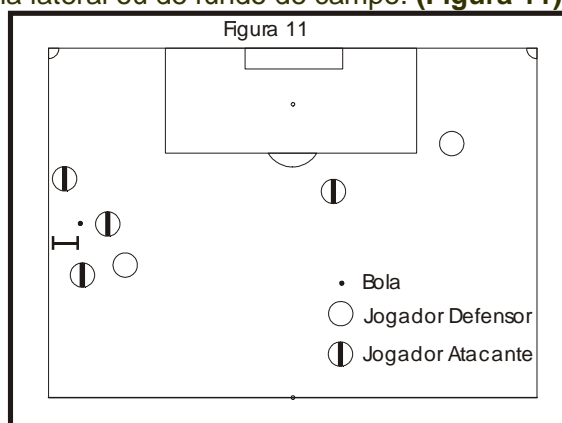 lateral ou de fundo de campo. (Figura 11)
Figura 11
Bola
Jogador Defensor
Jogador Atacante